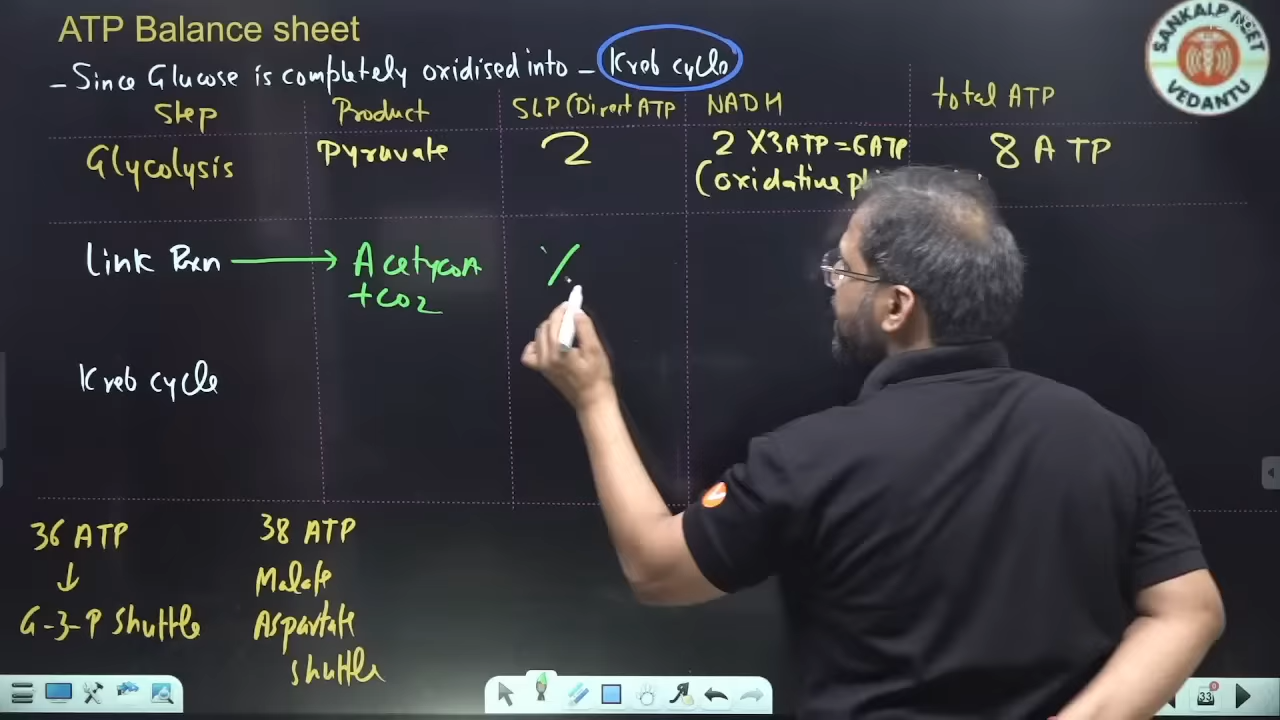 ATP Balance sheet
- Since Glucose is completely oxidised into - Kreb cycle
Step Product SLP (Direct ATP NADH total ATP
Glycolysis Pyruvate 2 2 X3ATP = 6ATP 8 ATP
(oxidative
Link Rxn → AcetycoA
+CO2
Kreb cycle
36 ATP 38 ATP
↓ Malate
G-3-P Shuttle Aspartate
shuttle
SANKALP NEET
VEDANTU
33